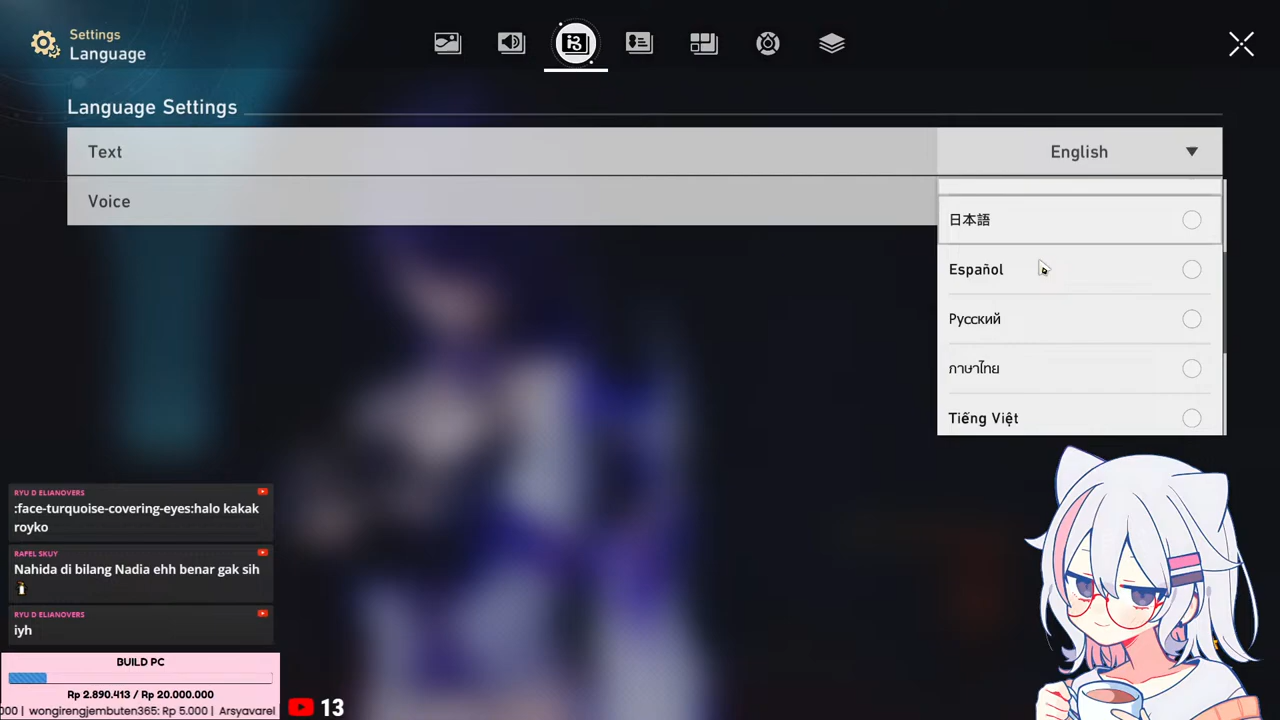 Settings
Language
Language Settings
Text
English
Voice
日本語
Español
Русский
ภาษาไทย
Tiếng Việt
RYU D ELIANOVERS
:face-turquoise-covering-eyes:halo kakak
royko
RAFEL SKUY
Nahida di bilang Nadia ehh benar gak sih
RYU D ELIANOVERS
iyh
BUILD PC
Rp 2.890.413 / Rp 20.000.000
000 | wongirengjembuten365: Rp 5.000 | Arsyavarel
13